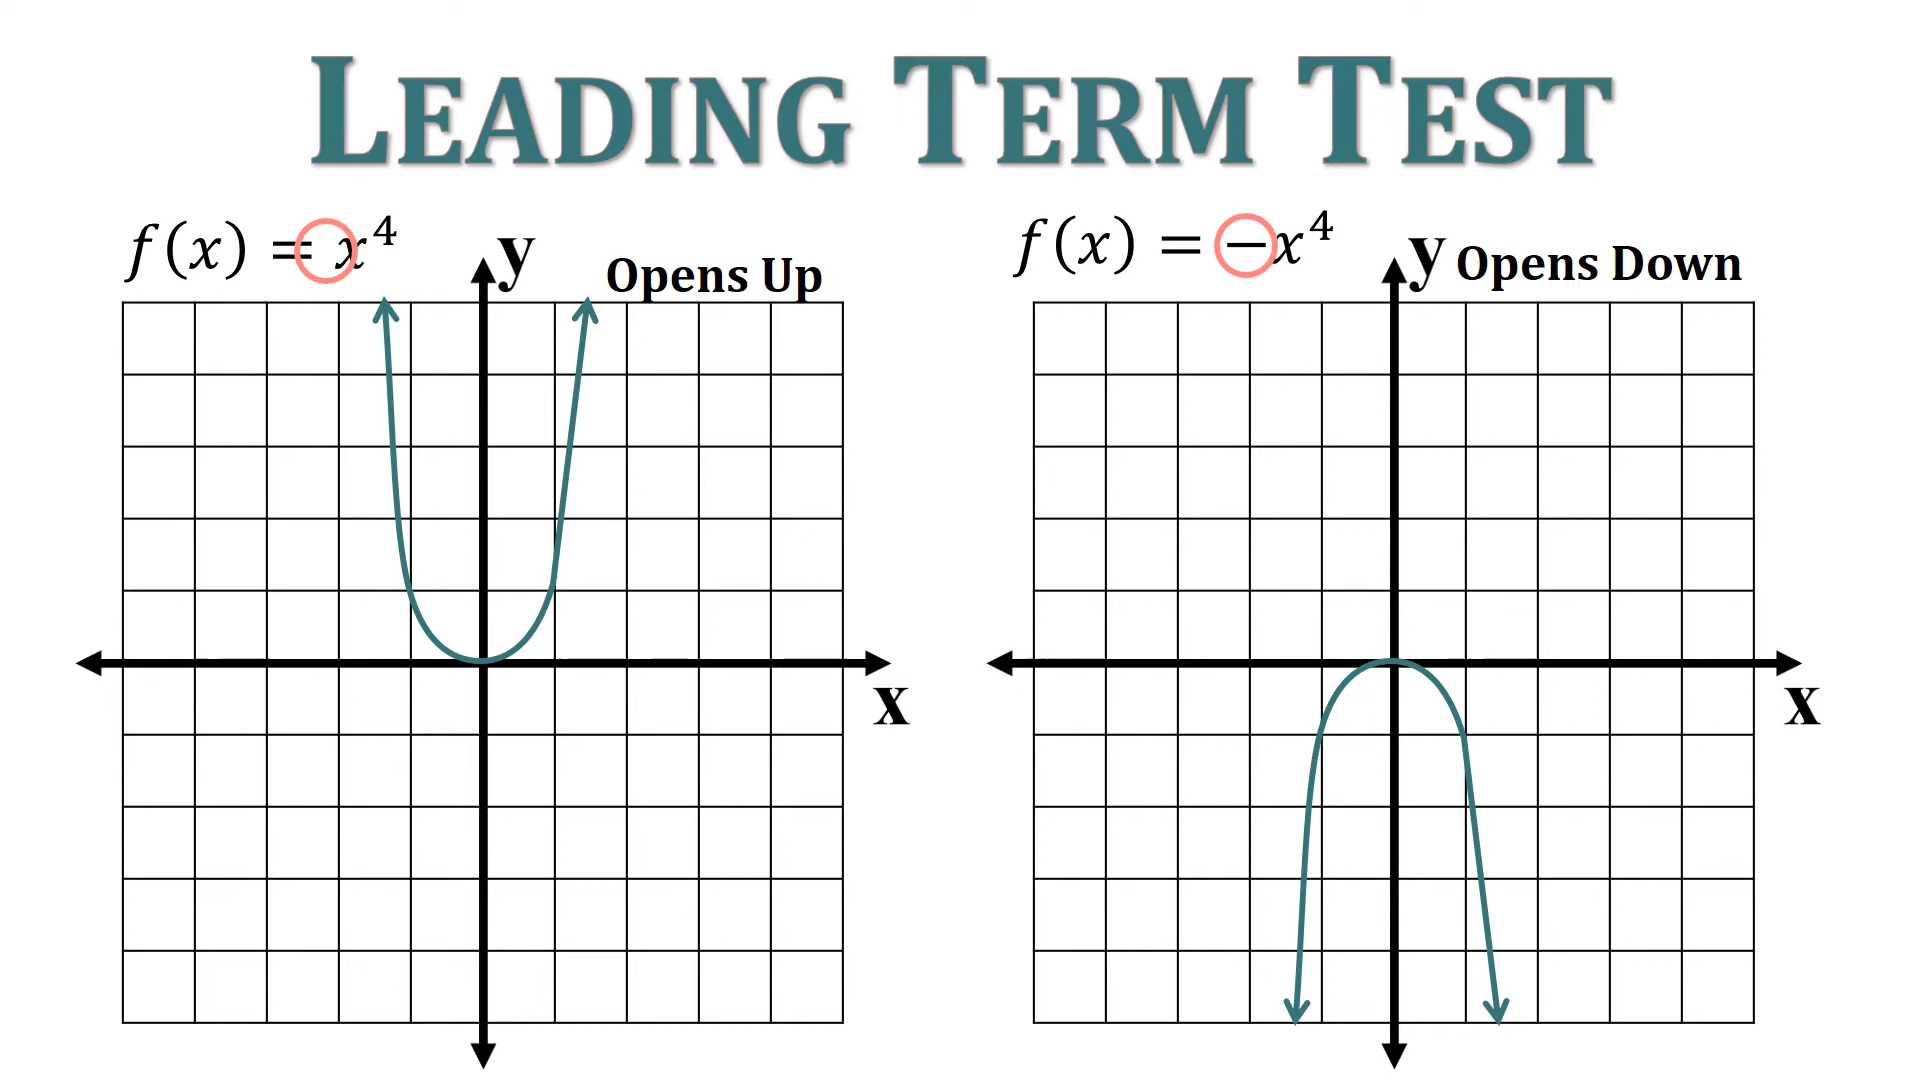 LEADING TERM TEST
f(x) = x⁴
y
Opens Up
x
f(x) = −x⁴
y
Opens Down
x